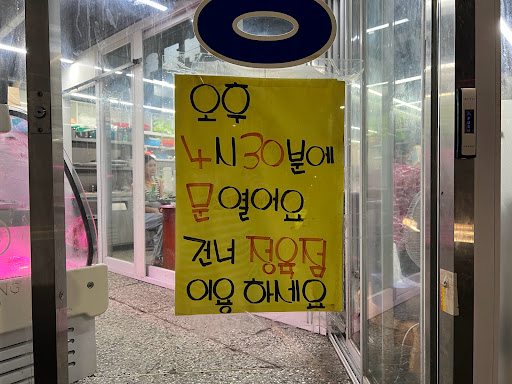 오후
4시 30분에
문 열어요
건너 정육점
이용 하세요